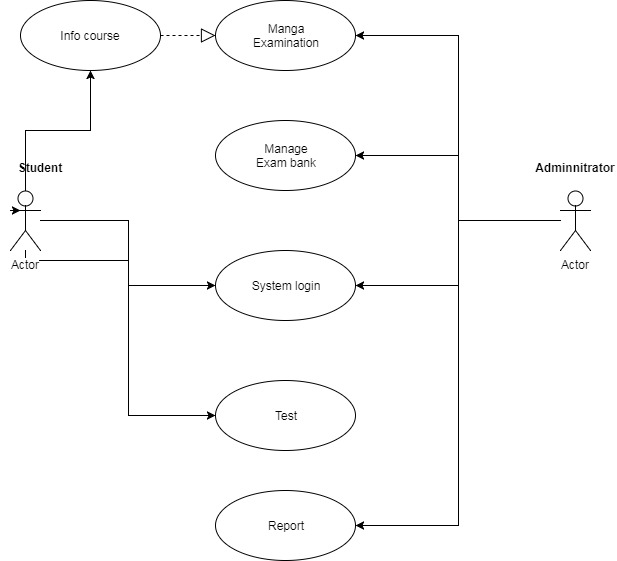 Info course
Manga
Examination
Manage
Exam bank
Student
Adminnitrator
Actor
Actor
System login
Test
Report